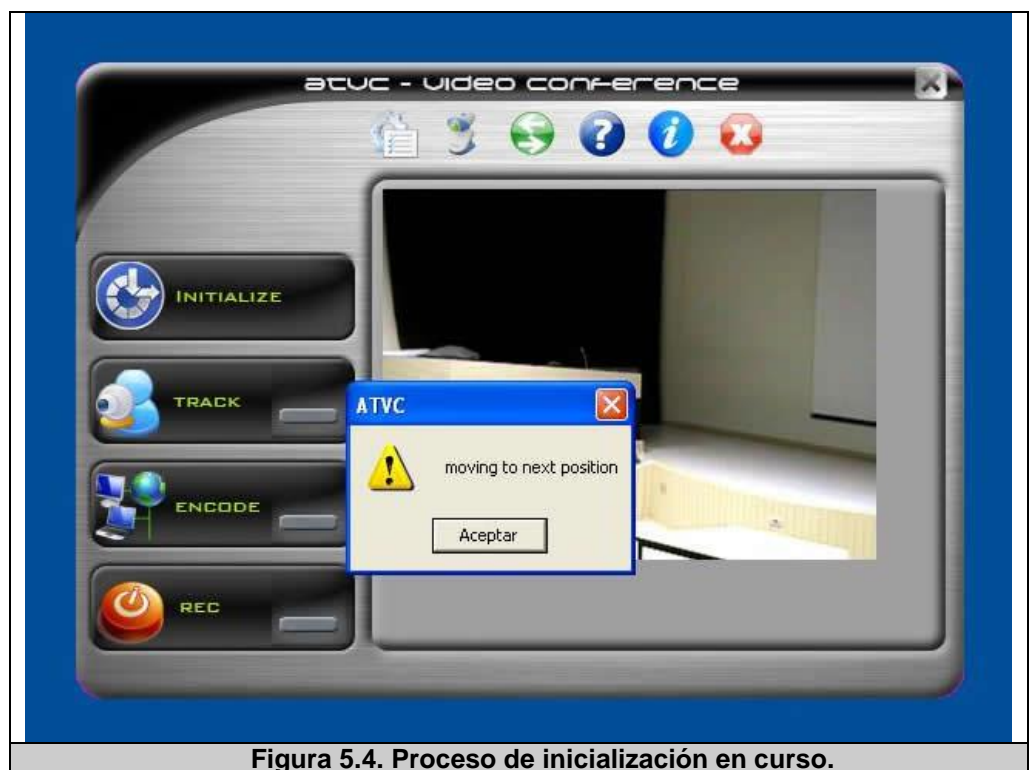 ATVC - VIDEO CONFERENCE
INITIALIZE
TRACK
ENCODE
REC
ATVC
moving to next position
Aceptar
Figura 5.4. Proceso de inicialización en curso.